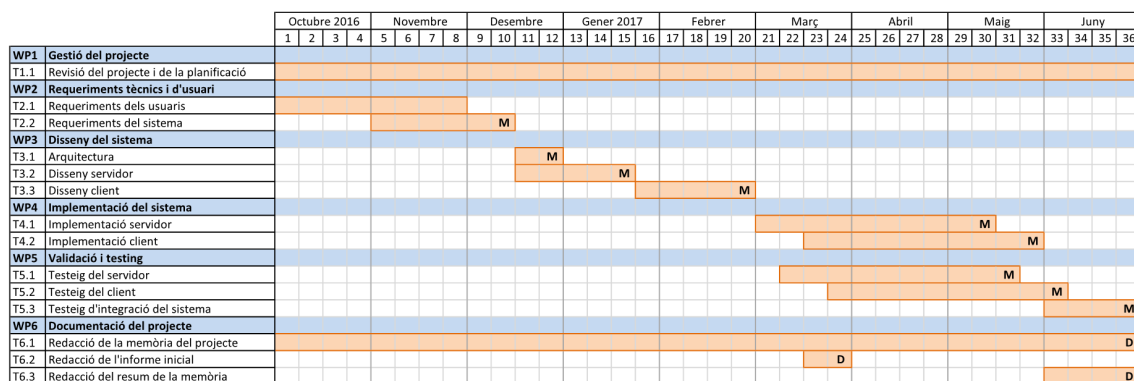 Octubre 2016 Novembre Desembre Gener 2017 Febrer Març Abril Maig Juny
1 2 3 4 5 6 7 8 9 10 11 12 13 14 15 16 17 18 19 20 21 22 23 24 25 26 27 28 29 30 31 32 33 34 35 36
WP1 Gestió del projecte
T1.1 Revisió del projecte i de la planificació
WP2 Requeriments tècnics i d'usuari
T2.1 Requeriments dels usuaris
T2.2 Requeriments del sistema M
WP3 Disseny del sistema
T3.1 Arquitectura M
T3.2 Disseny servidor M
T3.3 Disseny client M
WP4 Implementació del sistema
T4.1 Implementació servidor M
T4.2 Implementació client M
WP5 Validació i testing
T5.1 Testeig del servidor M
T5.2 Testeig del client M
T5.3 Testeig d'integració del sistema M
WP6 Documentació del projecte
T6.1 Redacció de la memòria del projecte D
T6.2 Redacció de l'informe inicial D
T6.3 Redacció del resum de la memòria D